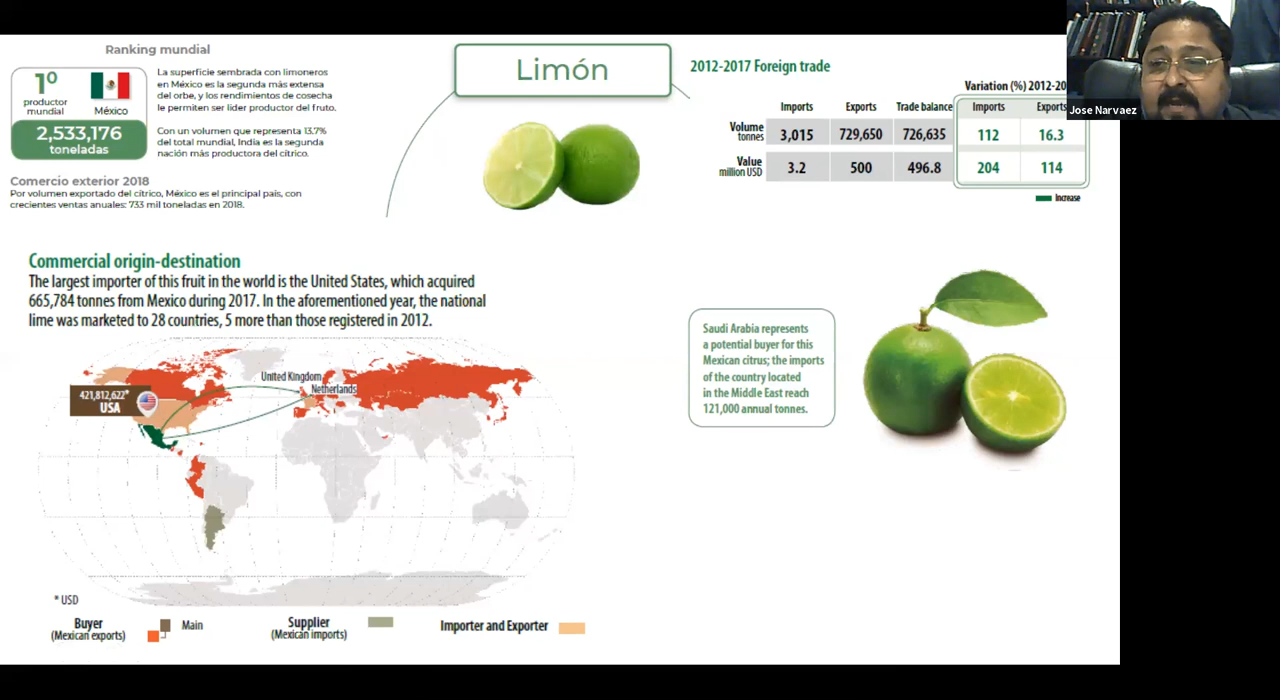 Ranking mundial
1º
productor
mundial
México
2,533,176
toneladas
La superficie sembrada con limoneros
en México es la segunda más extensa
del orbe, y los rendimientos de cosecha
le permiten ser líder productor del fruto.
Con un volumen que representa 13.7%
del total mundial, India es la segunda
nación más productora del cítrico.
Comercio exterior 2018
Por volumen exportado del cítrico, México es el principal país, con
crecientes ventas anuales: 733 mil toneladas en 2018.
Limón
2012-2017 Foreign trade
Variation (%) 2012-20
Imports Exports Trade balance Imports Exports
Volume
tonnes
3,015 729,650 726,635 112 16.3
Value
million USD
3.2 500 496.8 204 114
Increase
Jose Narvaez
Commercial origin-destination
The largest importer of this fruit in the world is the United States, which acquired
665,784 tonnes from Mexico during 2017. In the aforementioned year, the national
lime was marketed to 28 countries, 5 more than those registered in 2012.
Saudi Arabia represents
a potential buyer for this
Mexican citrus; the imports
of the country located
in the Middle East reach
121,000 annual tonnes.
United Kingdom
Netherlands
421,812,622*
USA
* USD
Buyer
(Mexican exports)
Main
Supplier
(Mexican imports)
Importer and Exporter